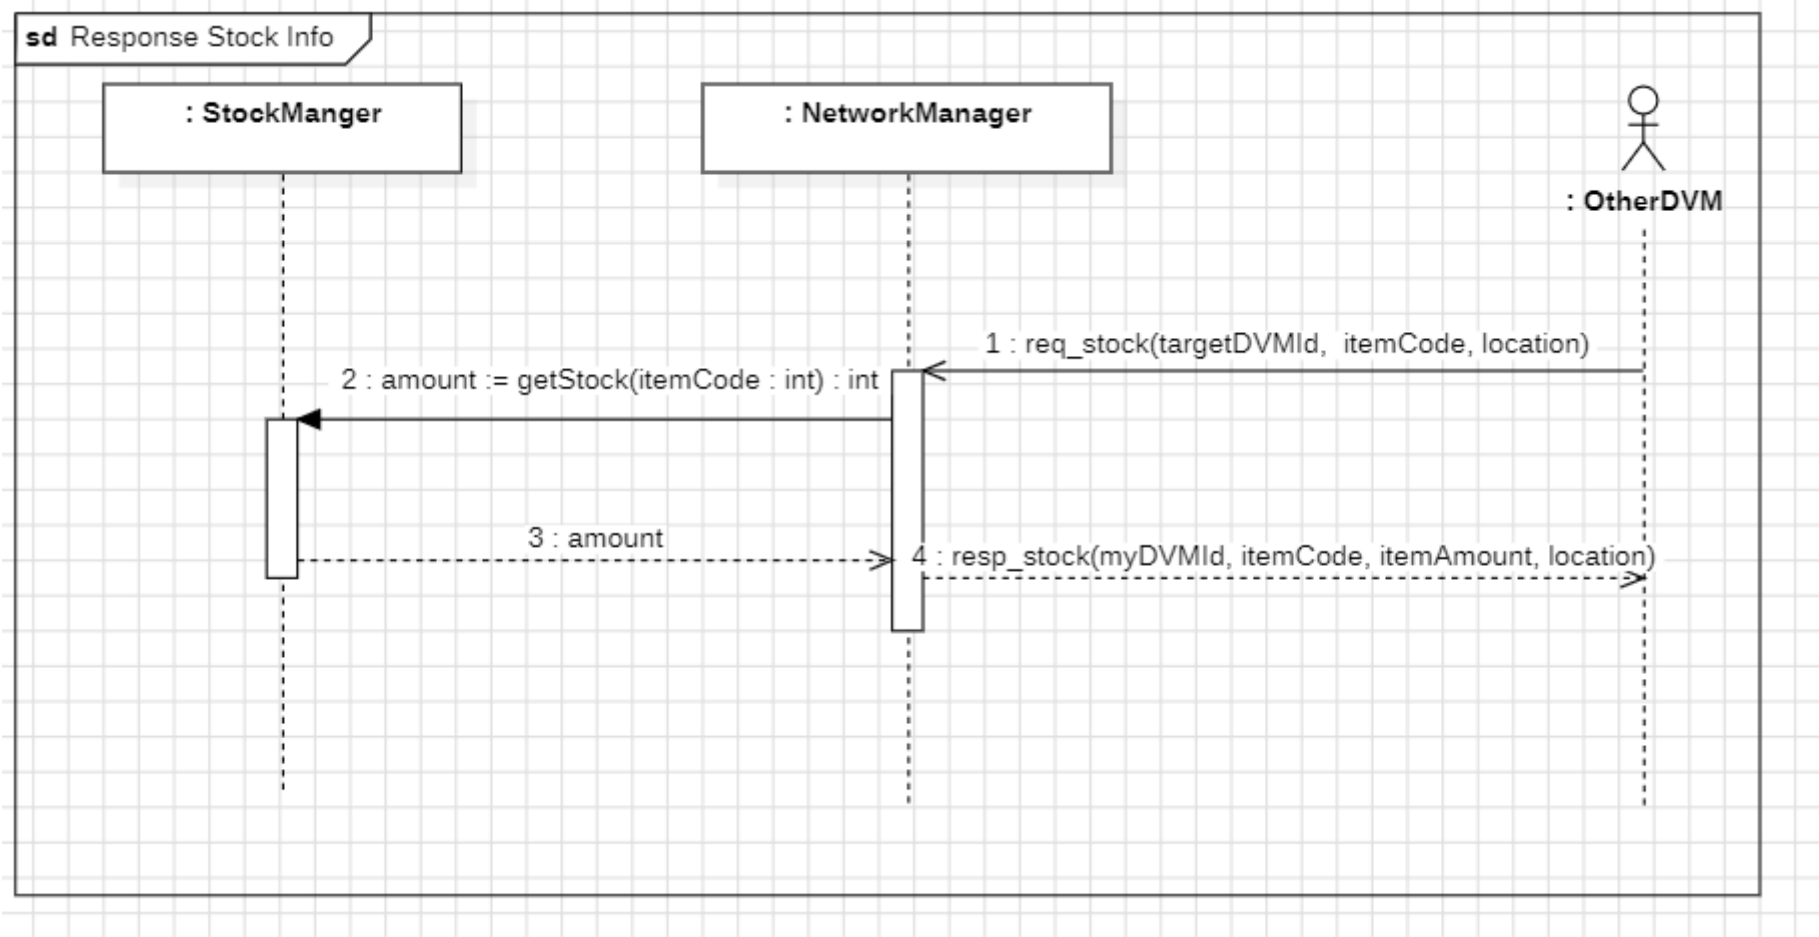 sd Response Stock Info
: StockManger
: NetworkManager
: OtherDVM
1 : req_stock(targetDVMId, itemCode, location)
2 : amount := getStock(itemCode : int) : int
3 : amount
4 : resp_stock(myDVMId, itemCode, itemAmount, location)